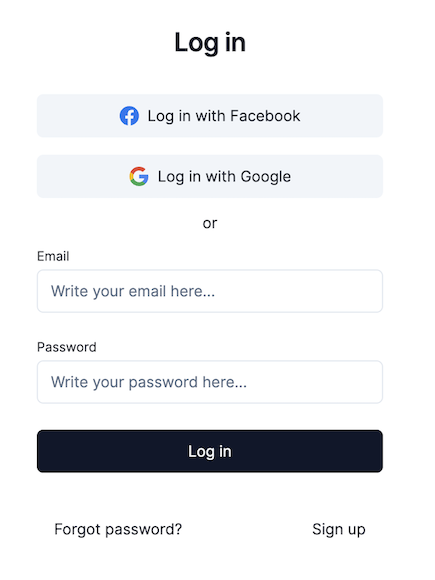 Log in
Log in with Facebook
Log in with Google
or
Email
Write your email here...
Password
Write your password here...
Log in
Forgot password? Sign up